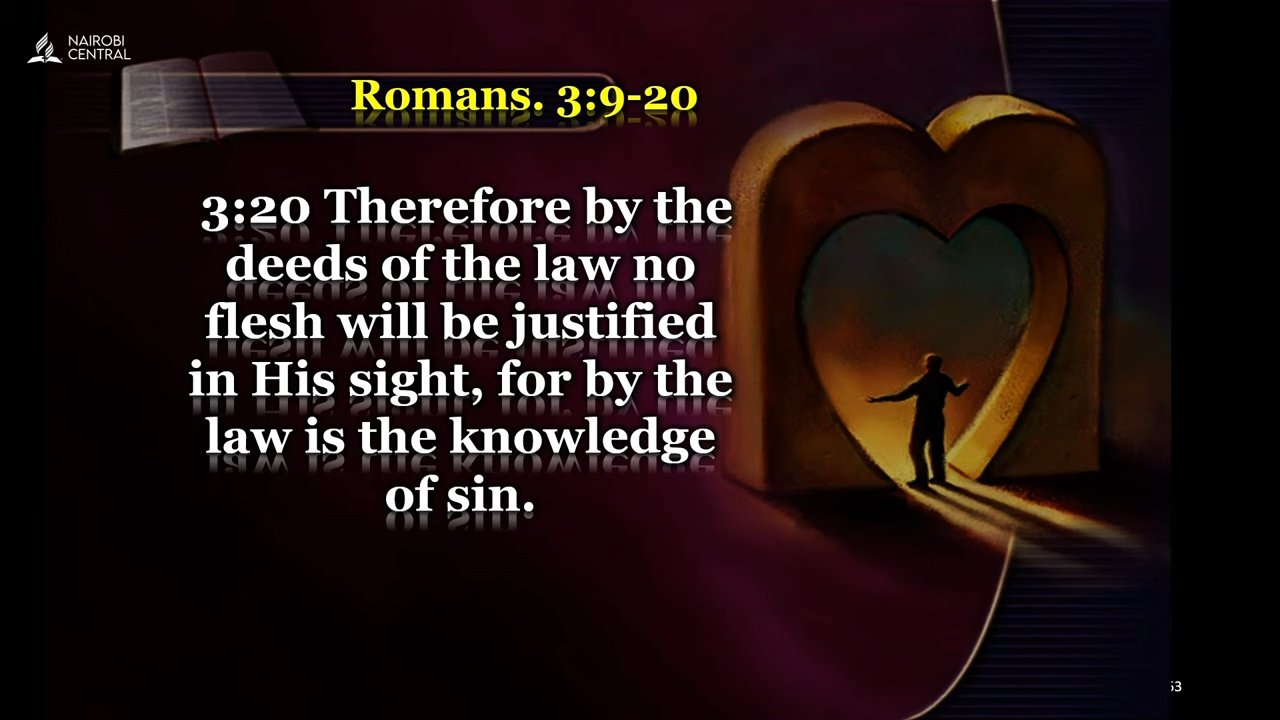 NAIROBI
CENTRAL
Romans. 3:9-20
3:20 Therefore by the
deeds of the law no
flesh will be justified
in His sight, for by the
law is the knowledge
of sin.
53